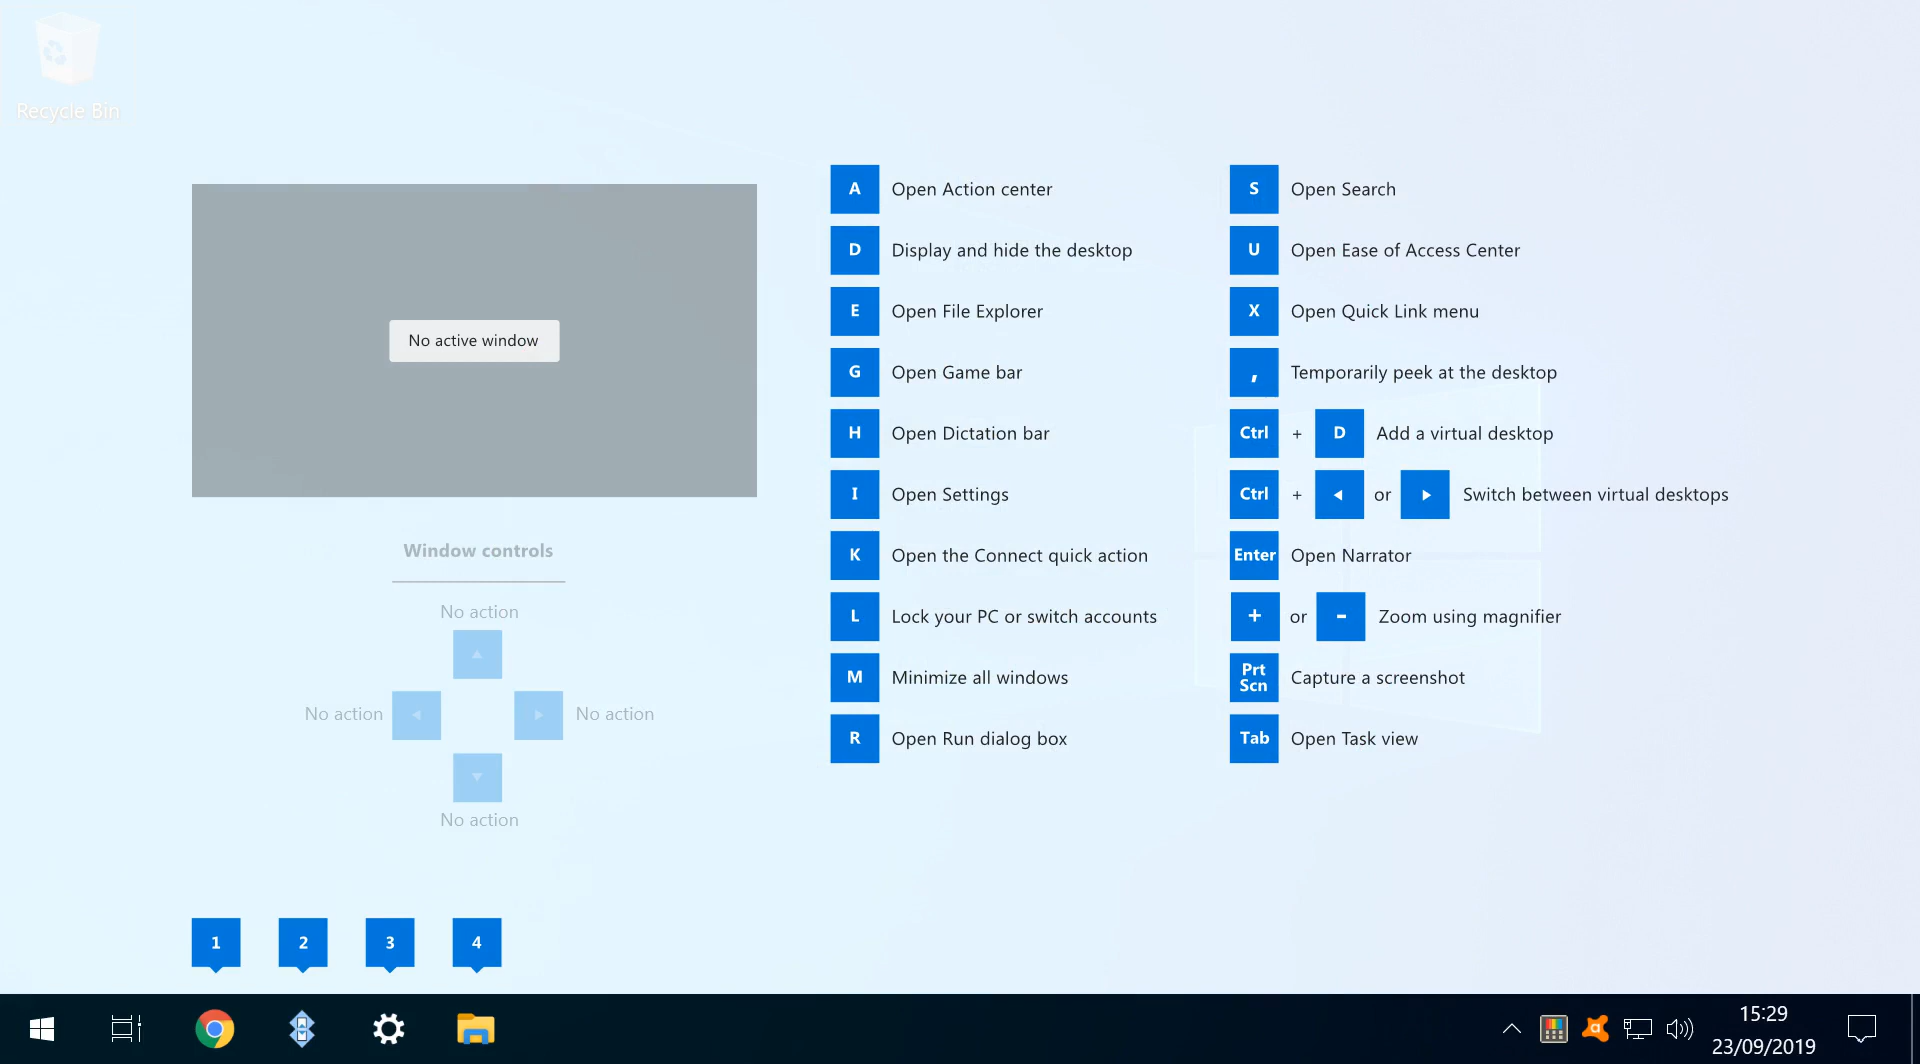 Recycle Bin
No active window
Window controls
No action
▲
No action ◄ ► No action
▼
No action
A Open Action center
D Display and hide the desktop
E Open File Explorer
G Open Game bar
H Open Dictation bar
I Open Settings
K Open the Connect quick action
L Lock your PC or switch accounts
M Minimize all windows
R Open Run dialog box
S Open Search
U Open Ease of Access Center
X Open Quick Link menu
, Temporarily peek at the desktop
Ctrl + D Add a virtual desktop
Ctrl + ◄ or ► Switch between virtual desktops
Enter Open Narrator
+ or - Zoom using magnifier
Prt
Scn Capture a screenshot
Tab Open Task view
1 2 3 4
15:29
23/09/2019